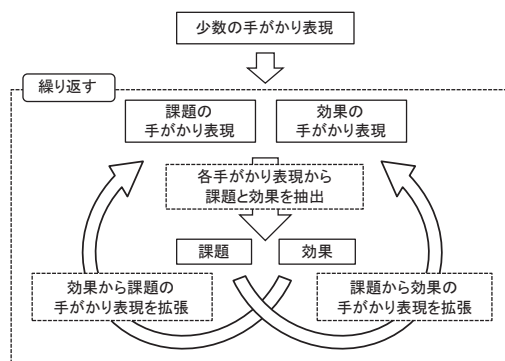 少数の手がかり表現
繰り返す
課題の
手がかり表現
効果の
手がかり表現
各手がかり表現から
課題と効果を抽出
課題
効果
効果から課題の
手がかり表現を拡張
課題から効果の
手がかり表現を拡張